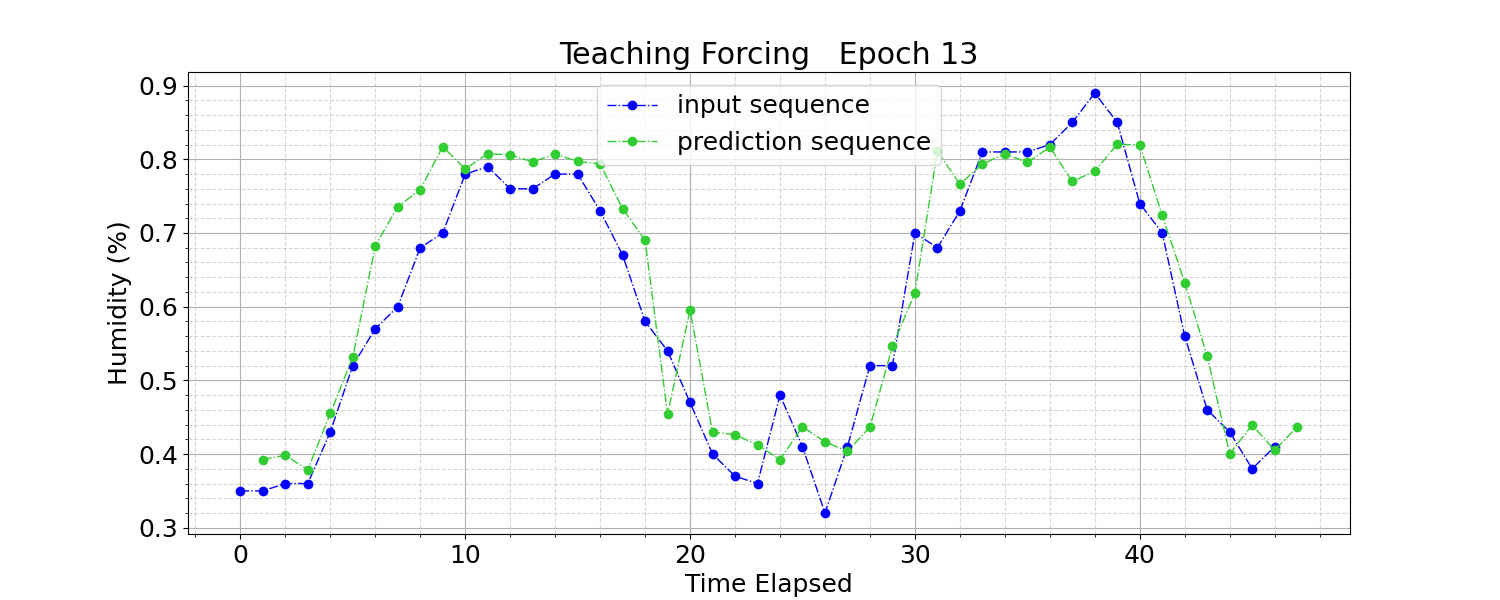 Teaching Forcing   Epoch 13
input sequence
prediction sequence
Humidity (%)
0.9
0.8
0.7
0.6
0.5
0.4
0.3
0 10 20 30 40
Time Elapsed